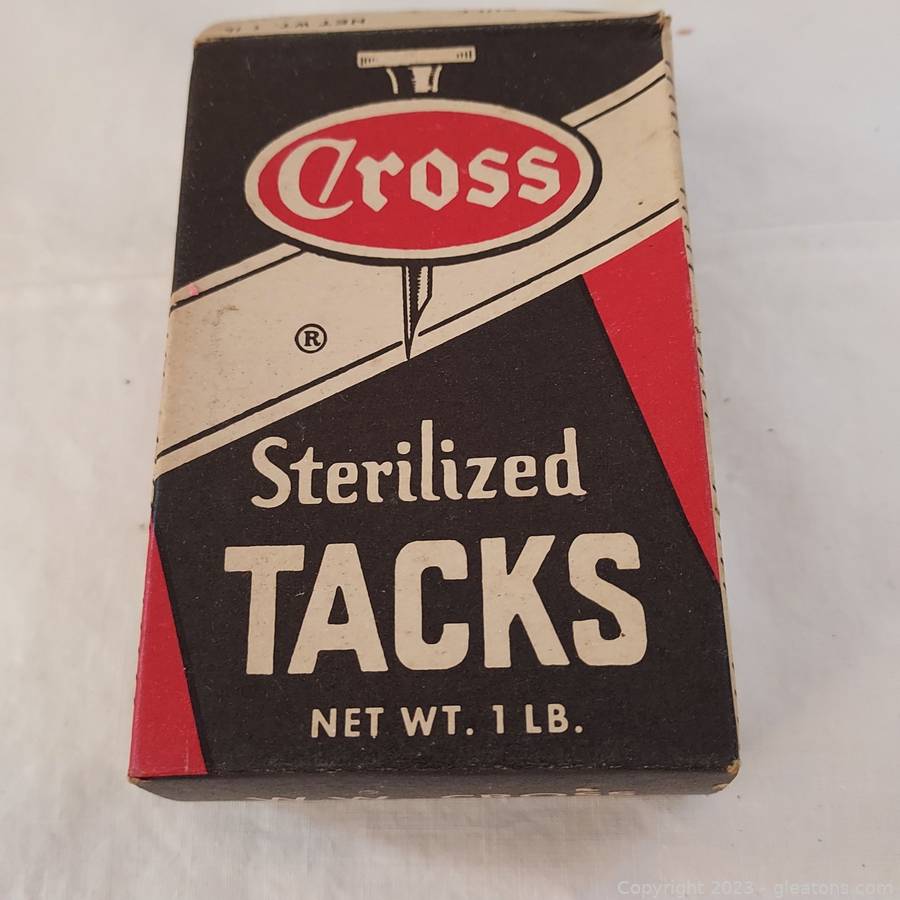 NET WT. 1 LB.
Cross
®
Sterilized
TACKS
NET WT. 1 LB.
Copyright 2023 - gleatons.com